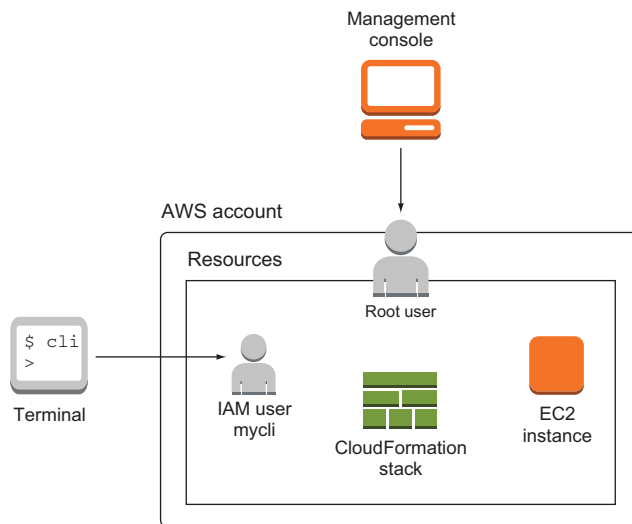 Management
console
AWS account
Resources
Root user
$ cli
>
Terminal
IAM user
mycli
CloudFormation
stack
EC2
instance